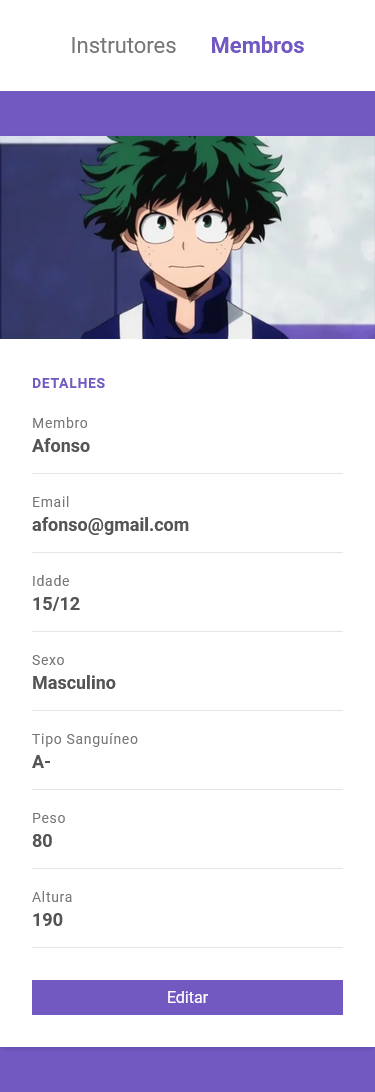 Instrutores Membros
DETALHES
Membro
Afonso
Email
afonso@gmail.com
Idade
15/12
Sexo
Masculino
Tipo Sanguíneo
A-
Peso
80
Altura
190
Editar